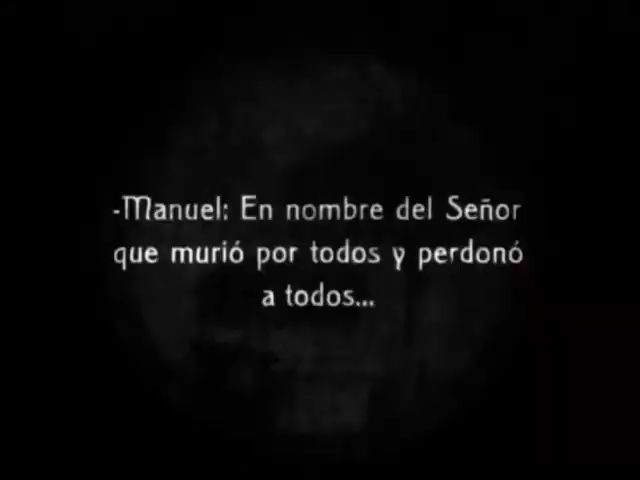 -Manuel: En nombre del Señor
que murió por todos y perdonó
a todos...